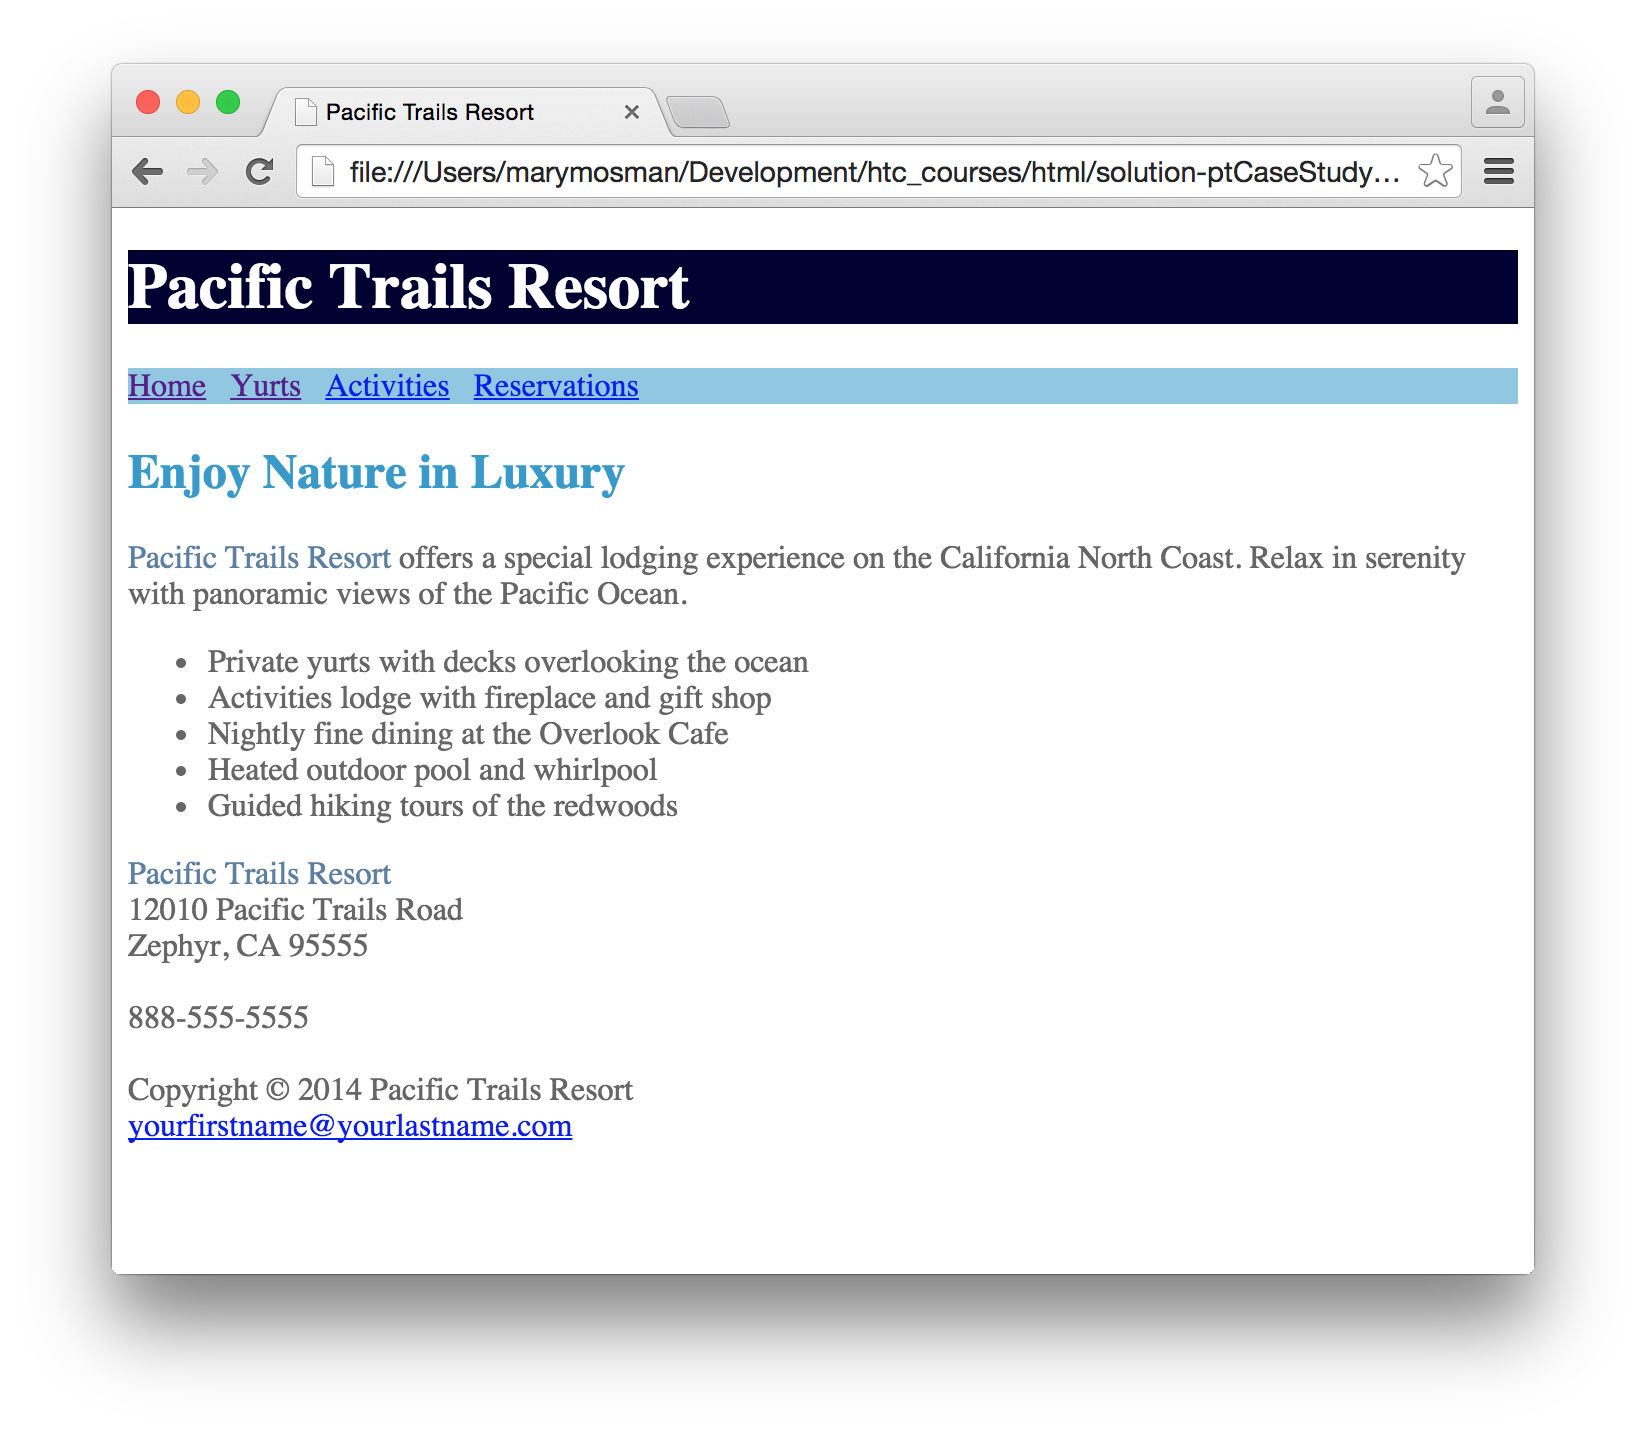 Pacific Trails Resort
file:///Users/marymosman/Development/htc_courses/html/solution-ptCaseStudy...
Pacific Trails Resort
Home Yurts Activities Reservations
Enjoy Nature in Luxury
Pacific Trails Resort offers a special lodging experience on the California North Coast. Relax in serenity
with panoramic views of the Pacific Ocean.
• Private yurts with decks overlooking the ocean
• Activities lodge with fireplace and gift shop
• Nightly fine dining at the Overlook Cafe
• Heated outdoor pool and whirlpool
• Guided hiking tours of the redwoods
Pacific Trails Resort
12010 Pacific Trails Road
Zephyr, CA 95555
888-555-5555
Copyright © 2014 Pacific Trails Resort
yourfirstname@yourlastname.com